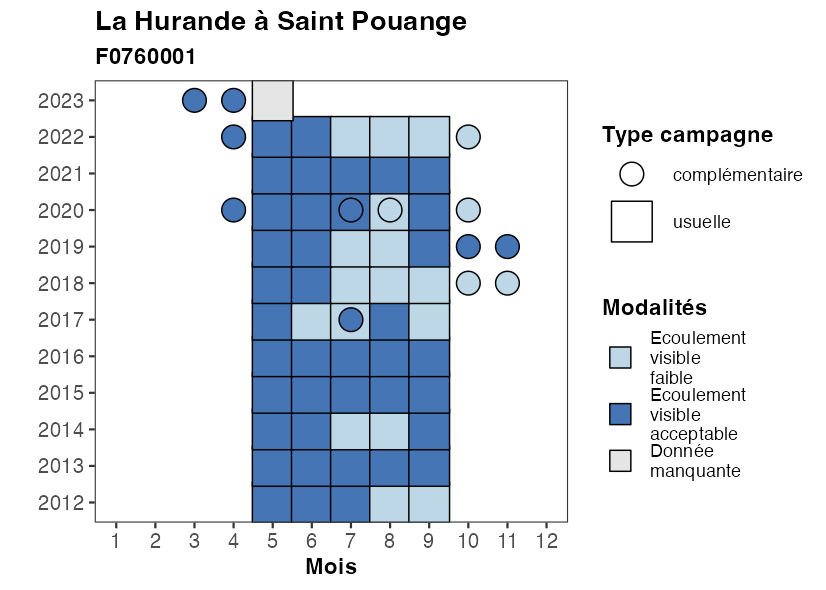 La Hurande à Saint Pouange
F0760001
2023
2022
2021
2020
2019
2018
2017
2016
2015
2014
2013
2012
1 2 3 4 5 6 7 8 9 10 11 12
Mois
Type campagne
complémentaire
usuelle
Modalités
Ecoulement
visible
faible
Ecoulement
visible
acceptable
Donnée
manquante